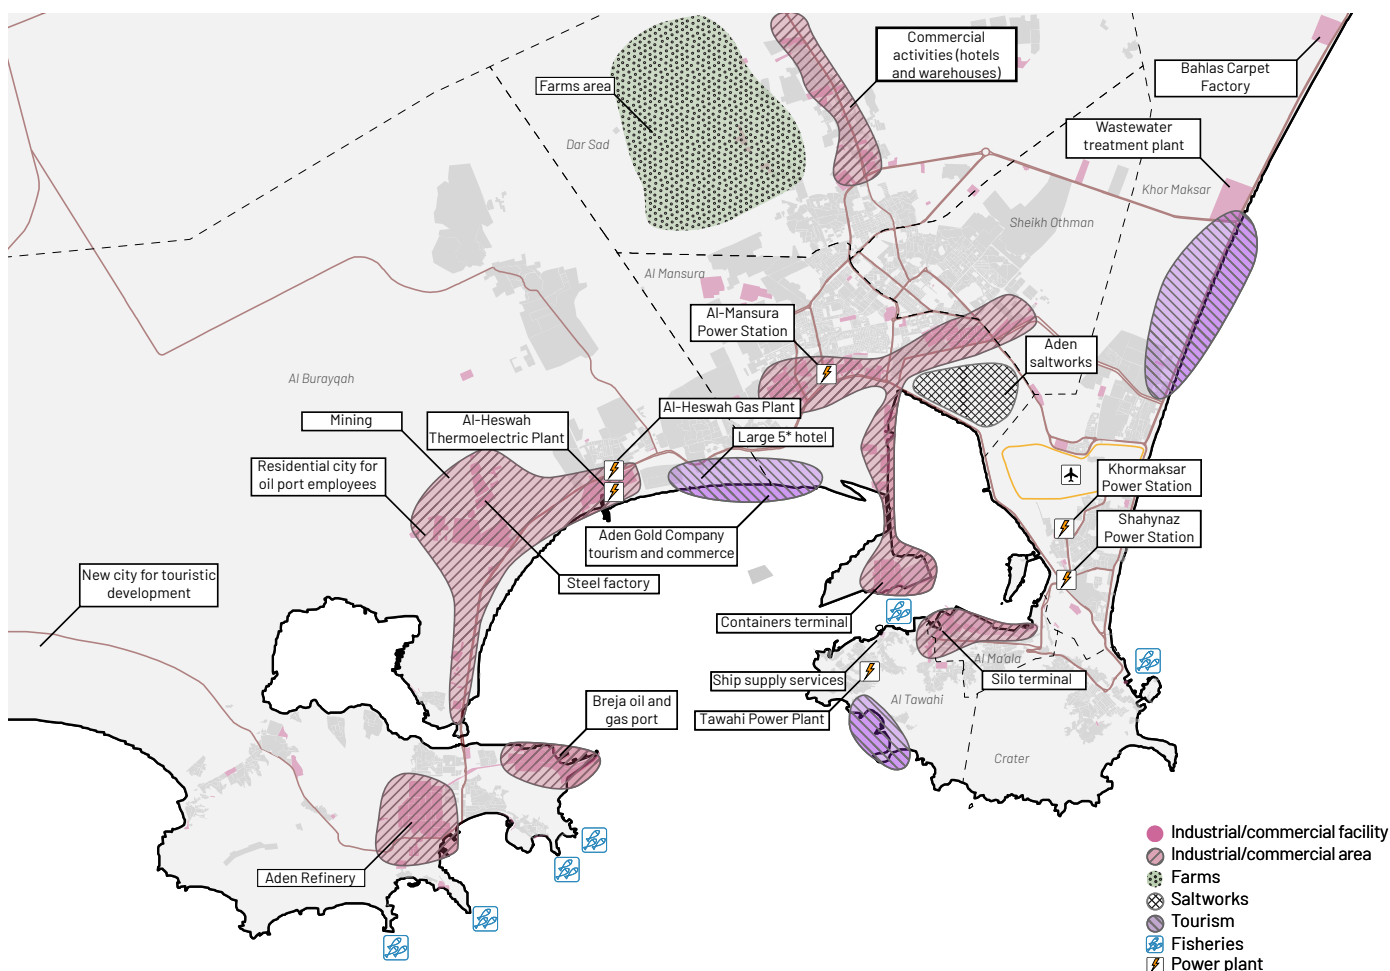 Commercial
activities (hotels
and warehouses)
Bahlas Carpet
Factory
Farms area
Wastewater
treatment plant
Dar Sad
Khor Maksar
Sheikh Othman
Al Mansura
Al-Mansura
Power Station
Aden
saltworks
Al Burayqah
Mining
Al-Heswah
Thermoelectric Plant
Al-Heswah Gas Plant
Large 5* hotel
Residential city for
oil port employees
Khormaksar
Power Station
Shahynaz
Power Station
Aden Gold Company
tourism and commerce
Steel factory
New city for touristic
development
Containers terminal
Al Ma'ala
Ship supply services
Silo terminal
Al Tawahi
Breja oil and
gas port
Tawahi Power Plant
Crater
Aden Refinery
Industrial/commercial facility
Industrial/commercial area
Farms
Saltworks
Tourism
Fisheries
Power plant